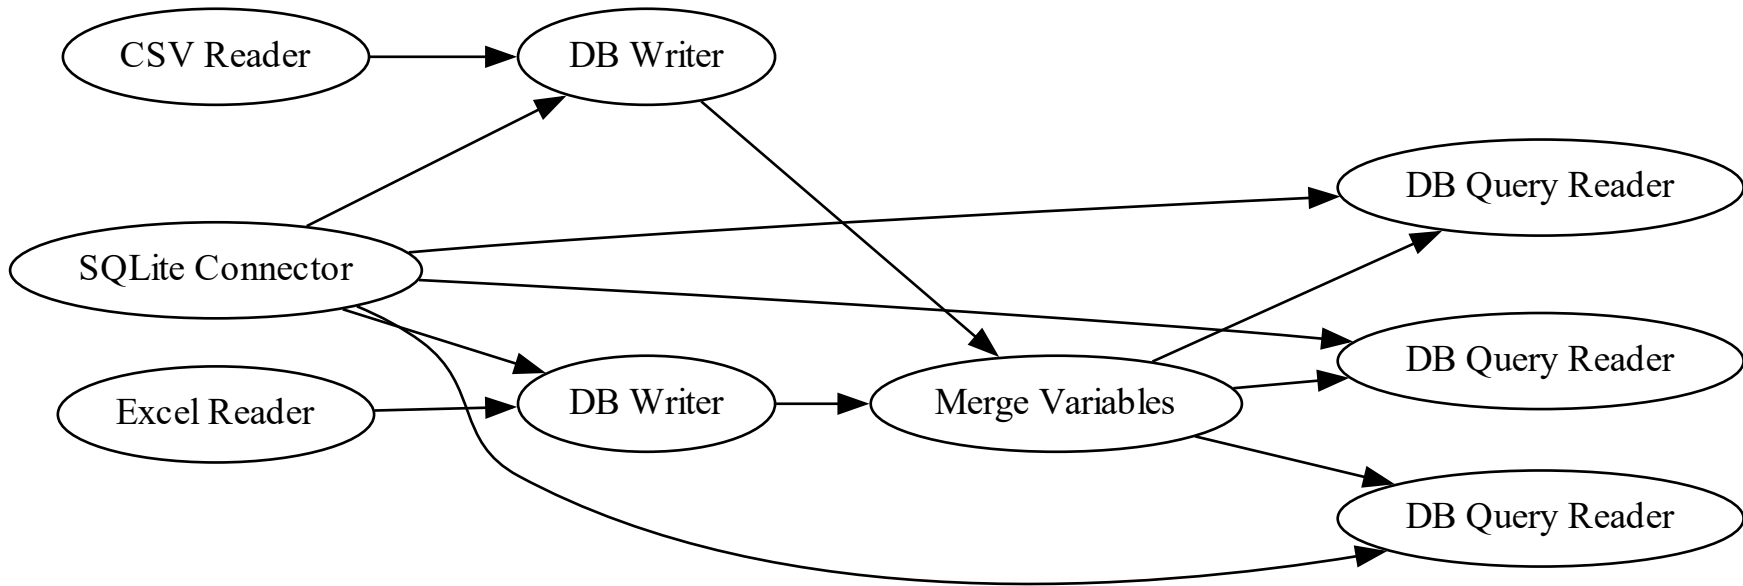 CSV Reader
DB Writer
DB Query Reader
SQLite Connector
DB Query Reader
Excel Reader
DB Writer
Merge Variables
DB Query Reader